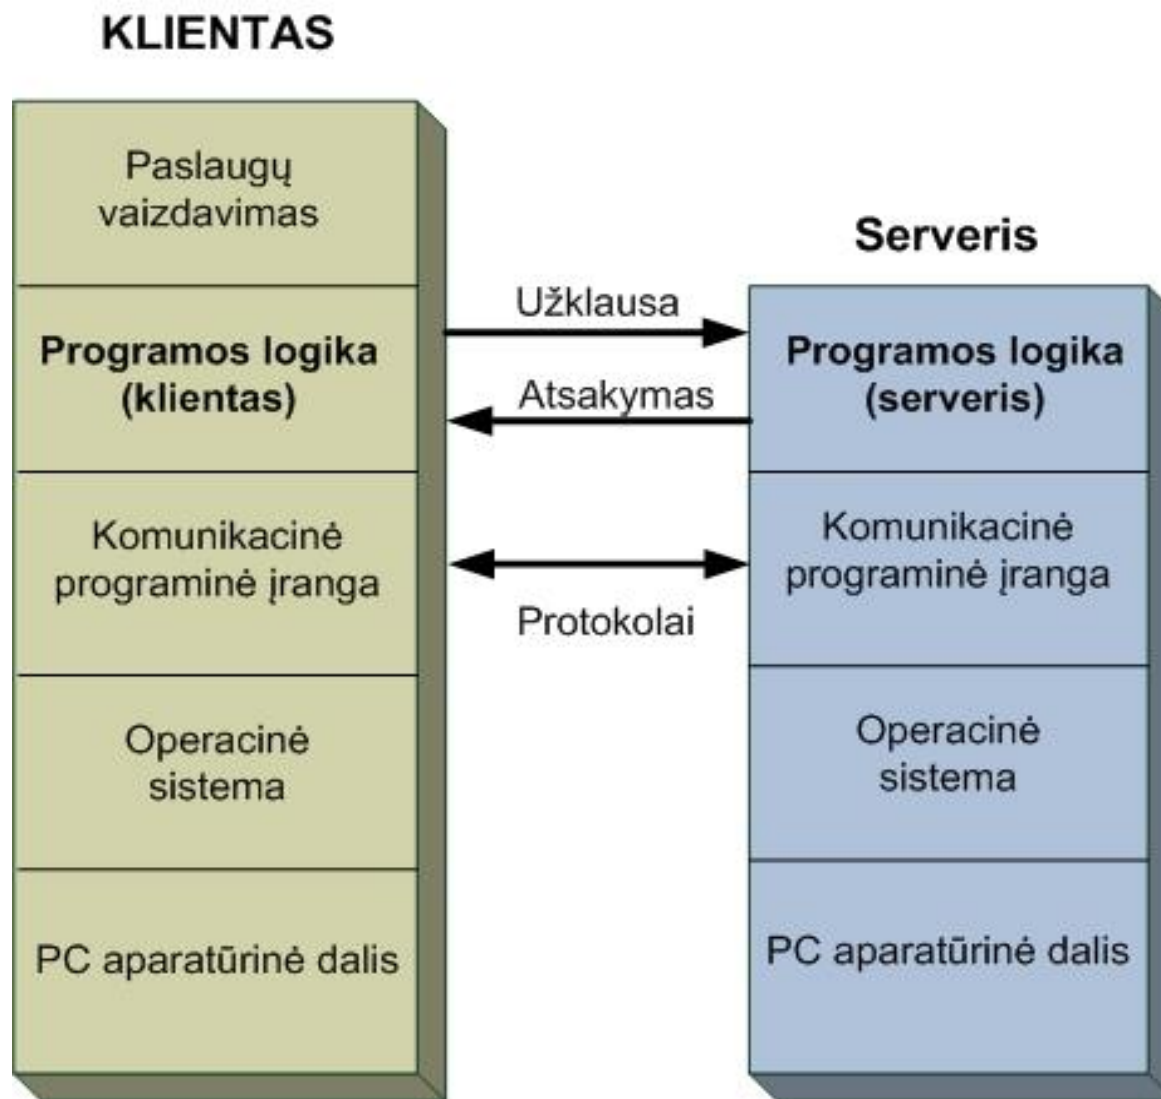 KLIENTAS
Paslaugų
vaizdavimas
Programos logika
(klientas)
Komunikacinė
programinė įranga
Operacinė
sistema
PC aparatūrinė dalis
Užklausa
Atsakymas
Protokolai
Serveris
Programos logika
(serveris)
Komunikacinė
programinė įranga
Operacinė
sistema
PC aparatūrinė dalis